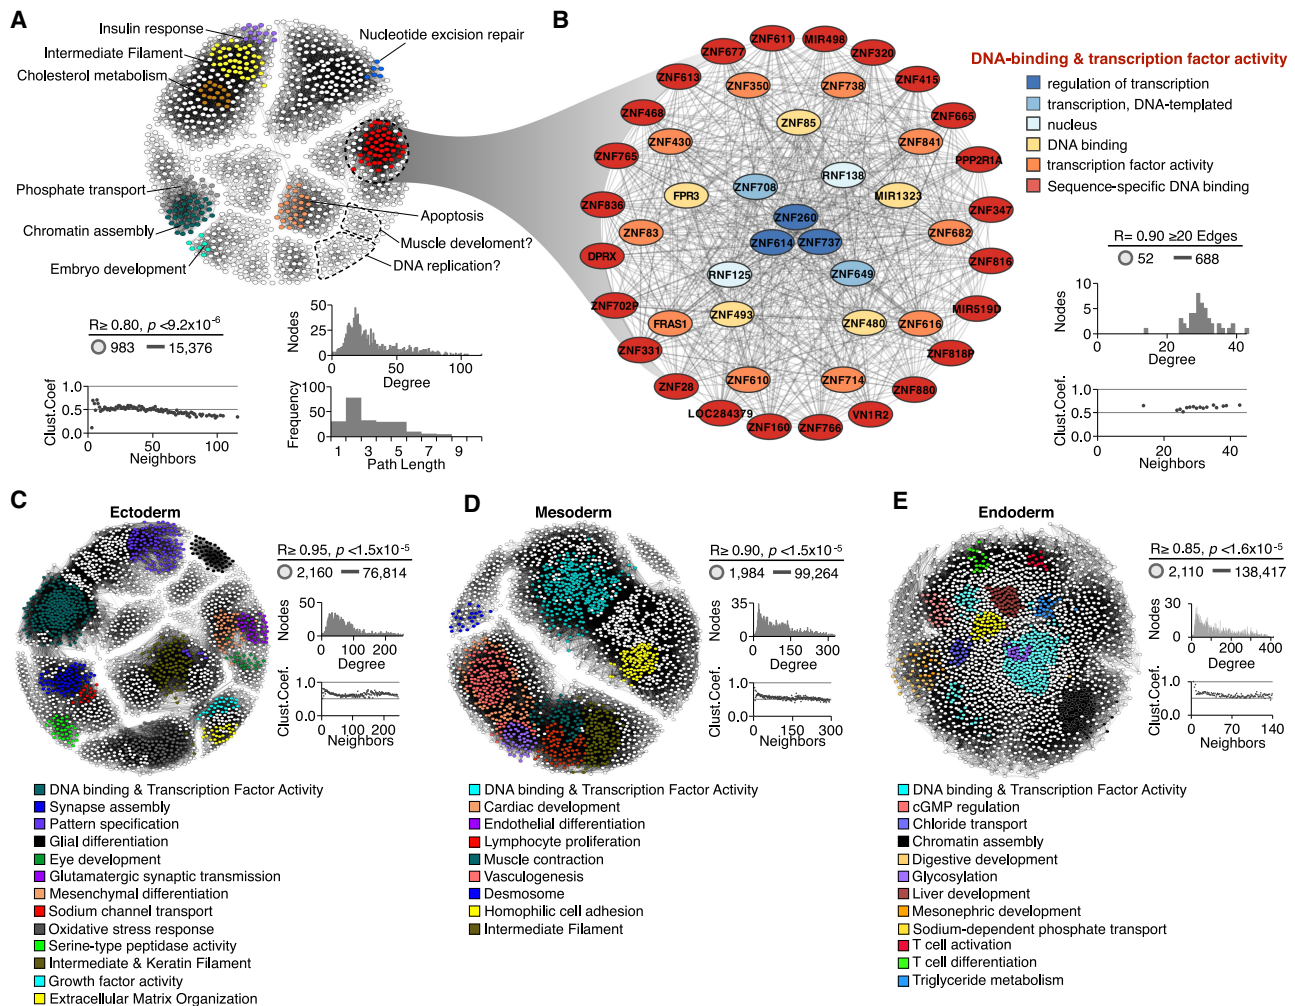 A
Insulin response
Intermediate Filament
Cholesterol metabolism
Nucleotide excision repair
Phosphate transport
Chromatin assembly
Embryo development
Apoptosis
Muscle develoment?
DNA replication?
R≥ 0.80, p <9.2x10-6
983 15,376
Clust.Coef
1.0
0.5
0.0
0 50 100
Neighbors
Nodes
50
25
0
0 50 100
Degree
Frequency
100
50
0
1 3 5 7 9
Path Length
B
ZNF611
MIR498
ZNF677
ZNF320
ZNF613
ZNF350
ZNF738
ZNF415
ZNF468
ZNF85
ZNF665
ZNF430
ZNF841
ZNF765
RNF138
PPP2R1A
ZNF708
FPR3
MIR1323
ZNF836
ZNF260
ZNF347
ZNF83
ZNF614
ZNF737
ZNF682
DPRX
RNF125
ZNF649
ZNF816
ZNF702P
ZNF493
ZNF480
MIR519D
FRAS1
ZNF616
ZNF331
ZNF818P
ZNF28
ZNF610
ZNF714
ZNF880
LOC284379
VN1R2
ZNF160
ZNF766
DNA-binding & transcription factor activity
regulation of transcription
transcription, DNA-templated
nucleus
DNA binding
transcription factor activity
Sequence-specific DNA binding
R= 0.90 ≥20 Edges
52 688
Nodes
10
5
0
0 20 40
Degree
Clust.Coef.
1.0
0.5
0.0
0 20 40
Neighbors
C
Ectoderm
R≥ 0.95, p <1.5x10-5
2,160 76,814
Nodes
50
0
0 100 200
Degree
Clust.Coef.
1.0
0.0
0 100 200
Neighbors
DNA binding & Transcription Factor Activity
Synapse assembly
Pattern specification
Glial differentiation
Eye development
Glutamatergic synaptic transmission
Mesenchymal differentiation
Sodium channel transport
Oxidative stress response
Serine-type peptidase activity
Intermediate & Keratin Filament
Growth factor activity
Extracellular Matrix Organization
D
Mesoderm
R≥ 0.90, p <1.5x10-5
1,984 99,264
Nodes
35
0
0 150 300
Degree
Clust.Coef.
1.0
0.0
0 150 300
Neighbors
DNA binding & Transcription Factor Activity
Cardiac development
Endothelial differentiation
Lymphocyte proliferation
Muscle contraction
Vasculogenesis
Desmosome
Homophilic cell adhesion
Intermediate Filament
E
Endoderm
R≥ 0.85, p <1.6x10-5
2,110 138,417
Nodes
30
0
0 200 400
Degree
Clust.Coef.
1.0
0.0
0 70 140
Neighbors
DNA binding & Transcription Factor Activity
cGMP regulation
Chloride transport
Chromatin assembly
Digestive development
Glycosylation
Liver development
Mesonephric development
Sodium-dependent phosphate transport
T cell activation
T cell differentiation
Triglyceride metabolism